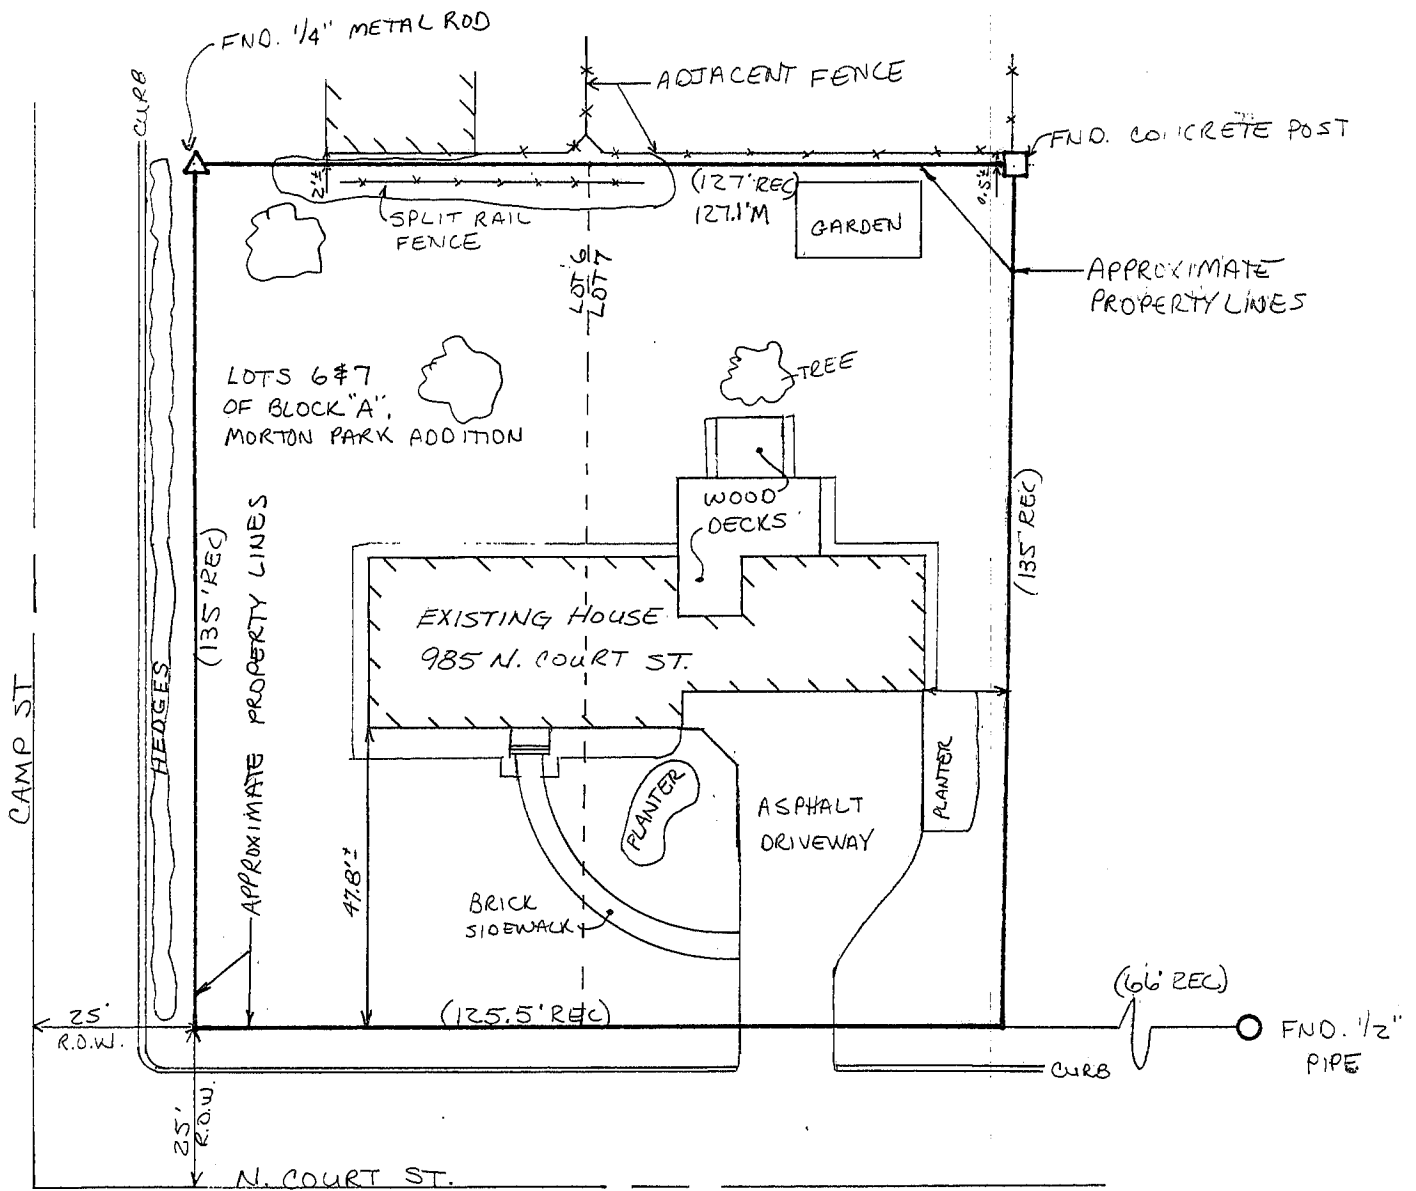 FND. 1/4" METAL ROD
CURB
ADJACENT FENCE
FND. CONCRETE POST
2'±
(127' REC)
127.1'M
0.5'±
SPLIT RAIL
FENCE
GARDEN
LOT 6
LOT 7
APPROXIMATE
PROPERTY LINES
LOTS 6 & 7
OF BLOCK "A",
MORTON PARK ADDITION
TREE
WOOD
DECKS
(135' REC)
(135' REC)
APPROXIMATE PROPERTY LINES
EXISTING HOUSE
985 N. COURT ST.
HEDGES
CAMP ST
PLANTER
PLANTER
ASPHALT
DRIVEWAY
47.8'±
BRICK
SIDEWALK
(125.5' REC)
(66' REC)
25'
R.O.W.
FND. 1/2"
PIPE
CURB
25'
R.O.W.
N. COURT ST.